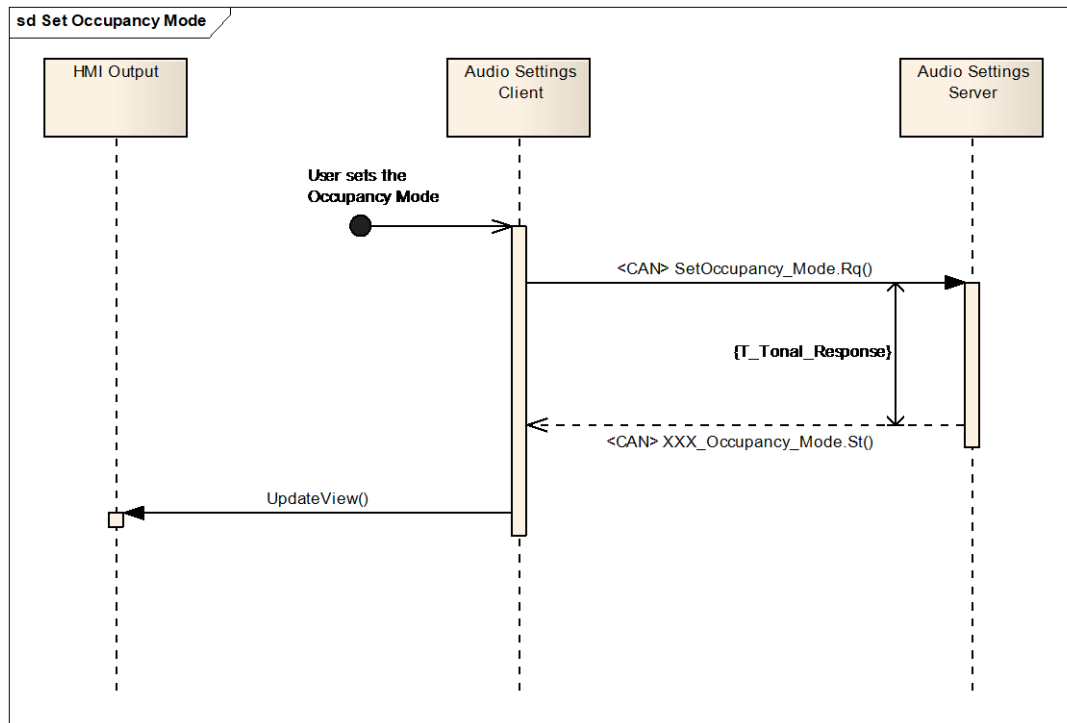 sd Set Occupancy Mode
HMI Output
Audio Settings
Client
Audio Settings
Server
User sets the
Occupancy Mode
<CAN> SetOccupancy_Mode.Rq()
{T_Tonal_Response}
<CAN> XXX_Occupancy_Mode.St()
UpdateView()